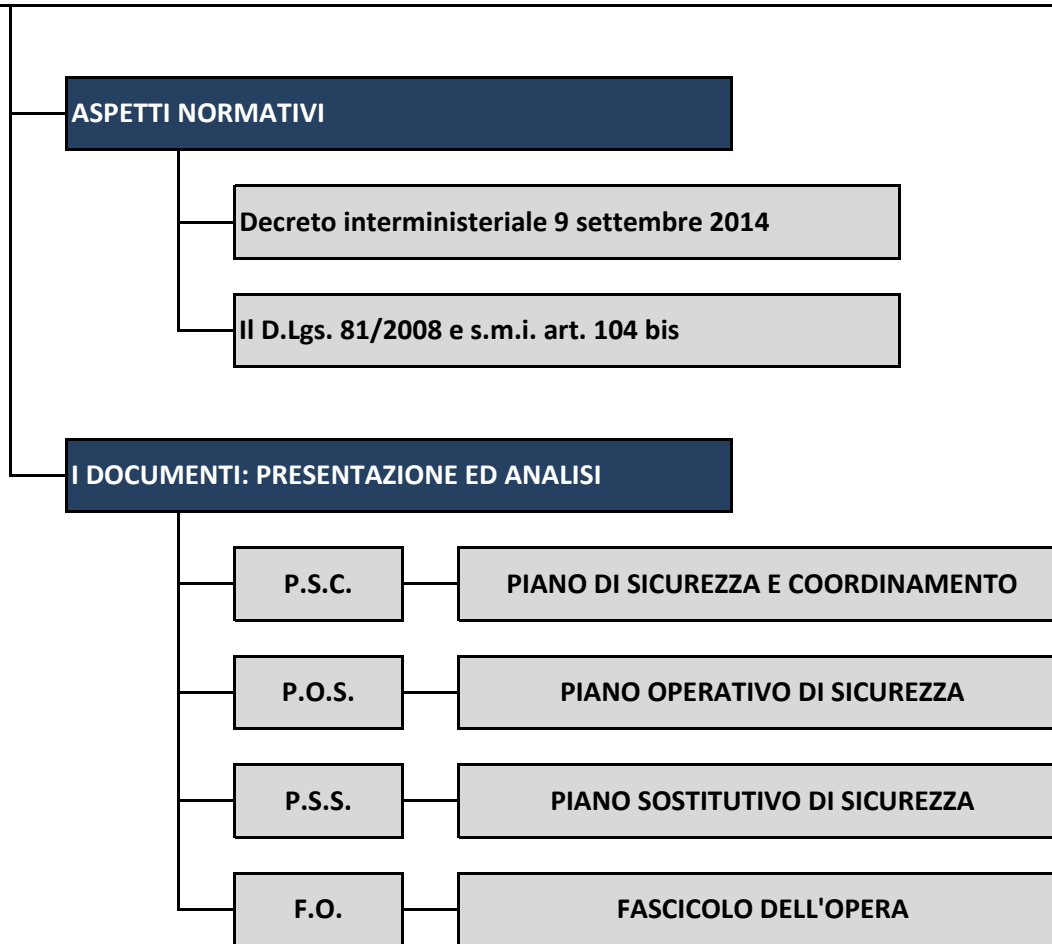 ASPETTI NORMATIVI
Decreto interministeriale 9 settembre 2014
Il D.Lgs. 81/2008 e s.m.i. art. 104 bis
I DOCUMENTI: PRESENTAZIONE ED ANALISI
P.S.C. PIANO DI SICUREZZA E COORDINAMENTO
P.O.S. PIANO OPERATIVO DI SICUREZZA
P.S.S. PIANO SOSTITUTIVO DI SICUREZZA
F.O. FASCICOLO DELL'OPERA